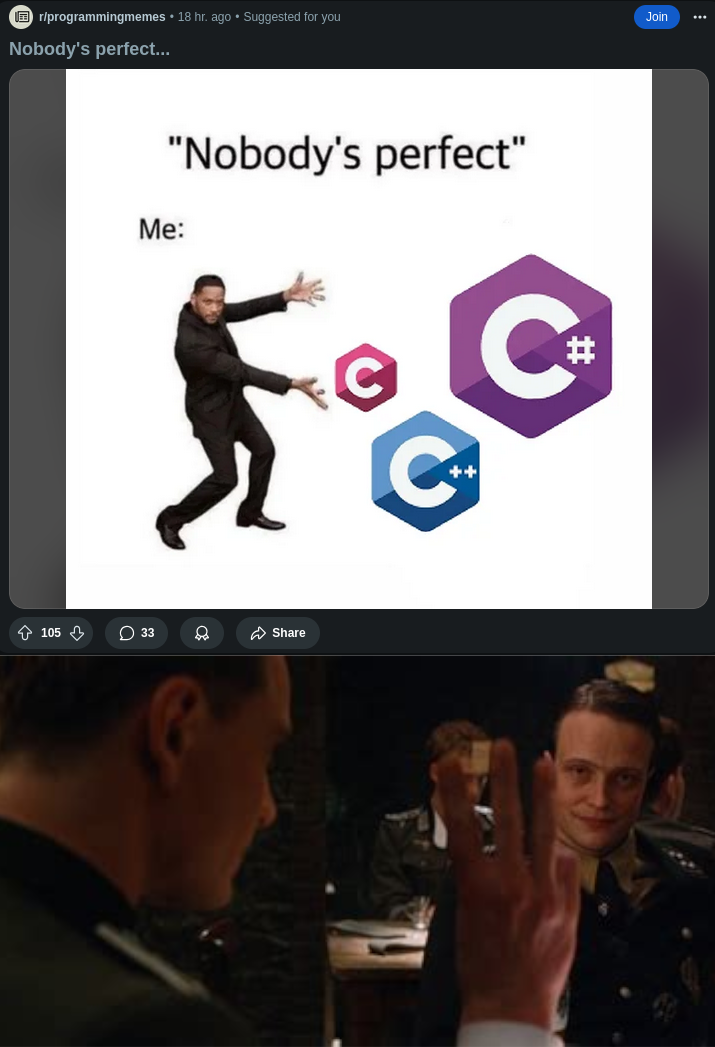 r/programmingmemes • 18 hr. ago • Suggested for you
Join
Nobody's perfect...
"Nobody's perfect"
Me:
C
C++
C#
105
33
Share